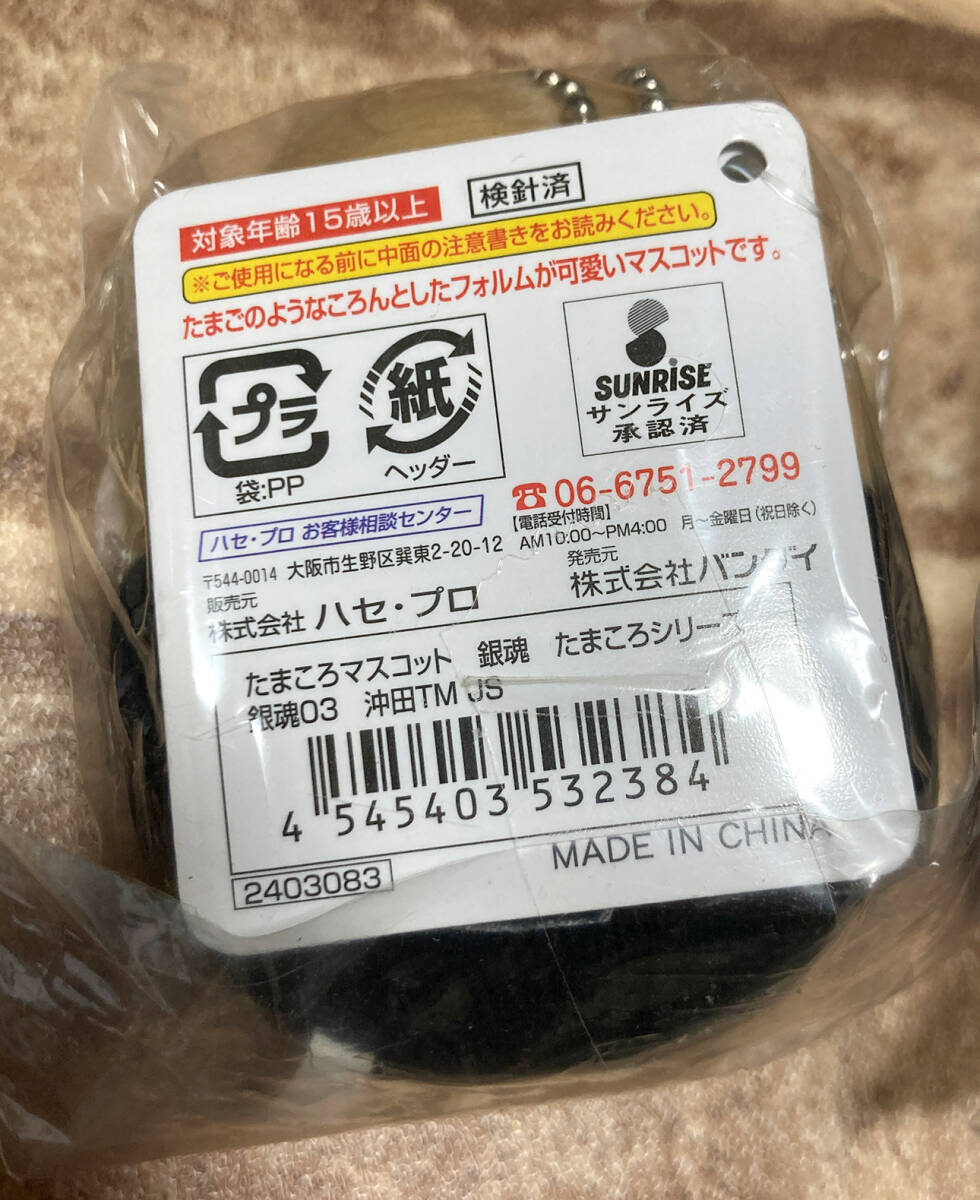 対象年齢15歳以上 検針済
※ご使用になる前に中面の注意書きをお読みください。
たまごのようなころんとしたフォルムが可愛いマスコットです。
プラ
袋:PP
紙
ヘッダー
SUNRiSE
サンライズ
承認済
ハセ・プロ お客様相談センター
☎06-6751-2799
〒544-0014 大阪市生野区巽東2-20-12
【電話受付時間】
AM10:00〜PM4:00 月〜金曜日(祝日除く)
販売元
株式会社 ハセ・プロ
発売元
株式会社バンダイ
たまころマスコット 銀魂 たまころシリーズ
銀魂03 沖田TM JS
4 545403 532384
2403083
MADE IN CHINA